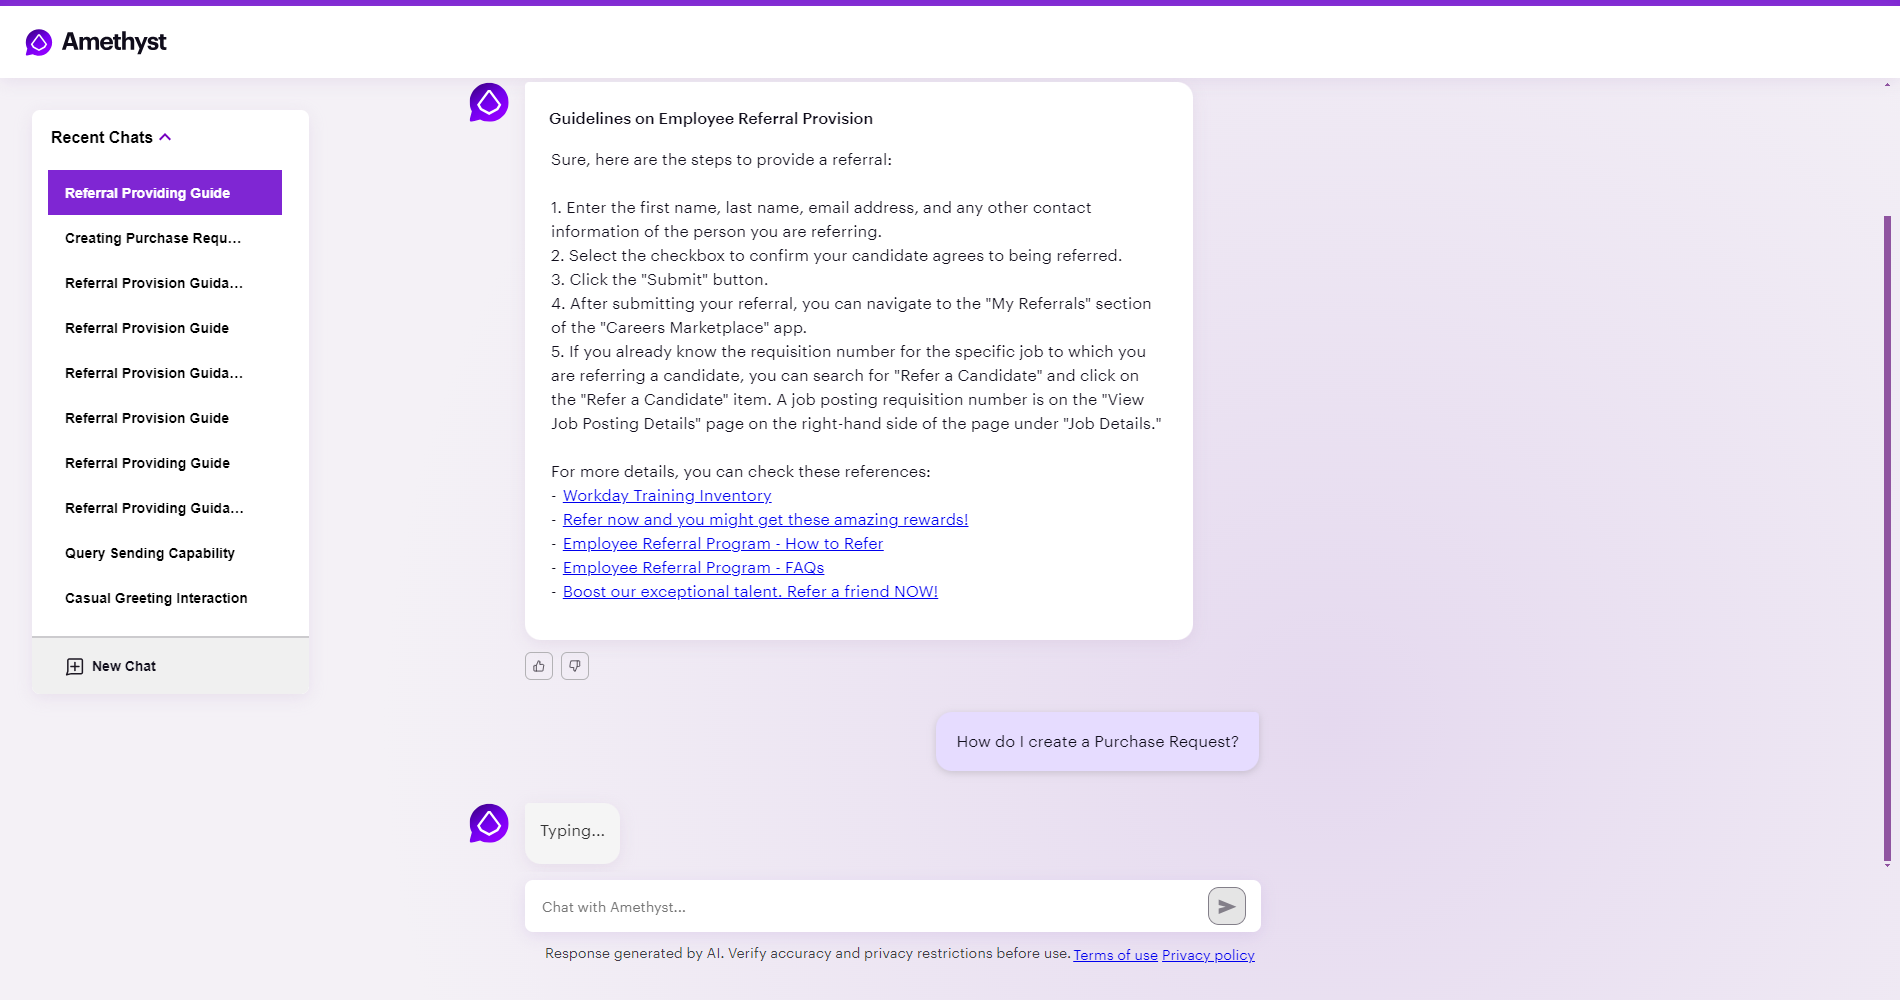 Amethyst
Recent Chats
Referral Providing Guide
Creating Purchase Requ...
Referral Provision Guida...
Referral Provision Guide
Referral Provision Guida...
Referral Provision Guide
Referral Providing Guide
Referral Providing Guida...
Query Sending Capability
Casual Greeting Interaction
New Chat
Guidelines on Employee Referral Provision
Sure, here are the steps to provide a referral:
1. Enter the first name, last name, email address, and any other contact
information of the person you are referring.
2. Select the checkbox to confirm your candidate agrees to being referred.
3. Click the "Submit" button.
4. After submitting your referral, you can navigate to the "My Referrals" section
of the "Careers Marketplace" app.
5. If you already know the requisition number for the specific job to which you
are referring a candidate, you can search for "Refer a Candidate" and click on
the "Refer a Candidate" item. A job posting requisition number is on the "View
Job Posting Details" page on the right-hand side of the page under "Job Details."
For more details, you can check these references:
- Workday Training Inventory
- Refer now and you might get these amazing rewards!
- Employee Referral Program - How to Refer
- Employee Referral Program - FAQs
- Boost our exceptional talent. Refer a friend NOW!
How do I create a Purchase Request?
Typing...
Chat with Amethyst...
Response generated by AI. Verify accuracy and privacy restrictions before use. Terms of use Privacy policy